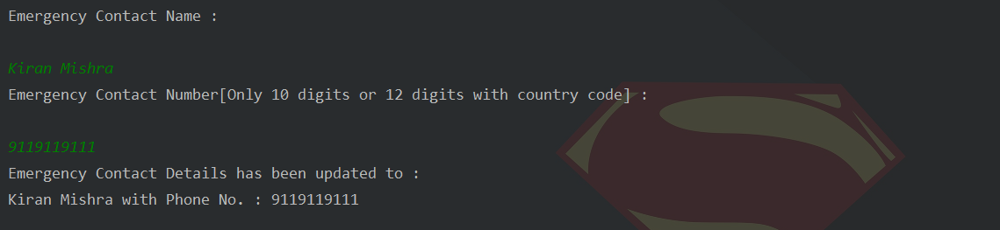 Emergency Contact Name :
Kiran Mishra
Emergency Contact Number[Only 10 digits or 12 digits with country code] :
9119119111
Emergency Contact Details has been updated to :
Kiran Mishra with Phone No. : 9119119111